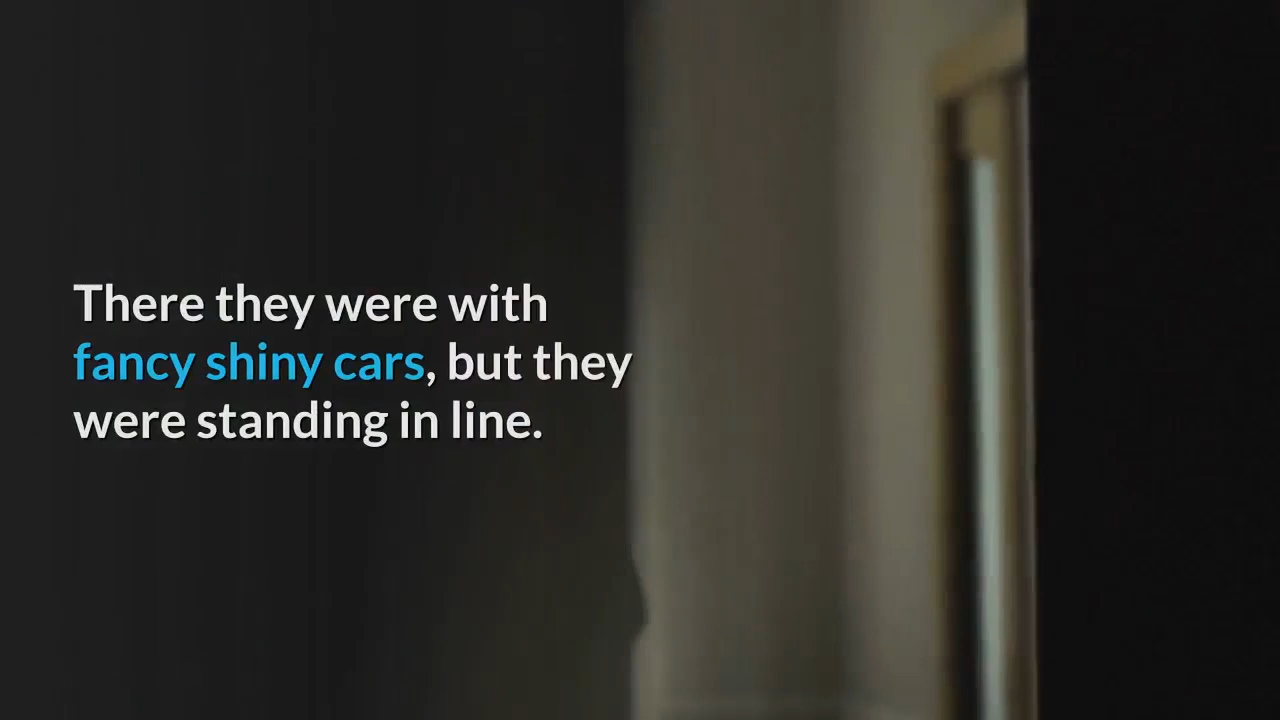 There they were with
fancy shiny cars, but they
were standing in line.